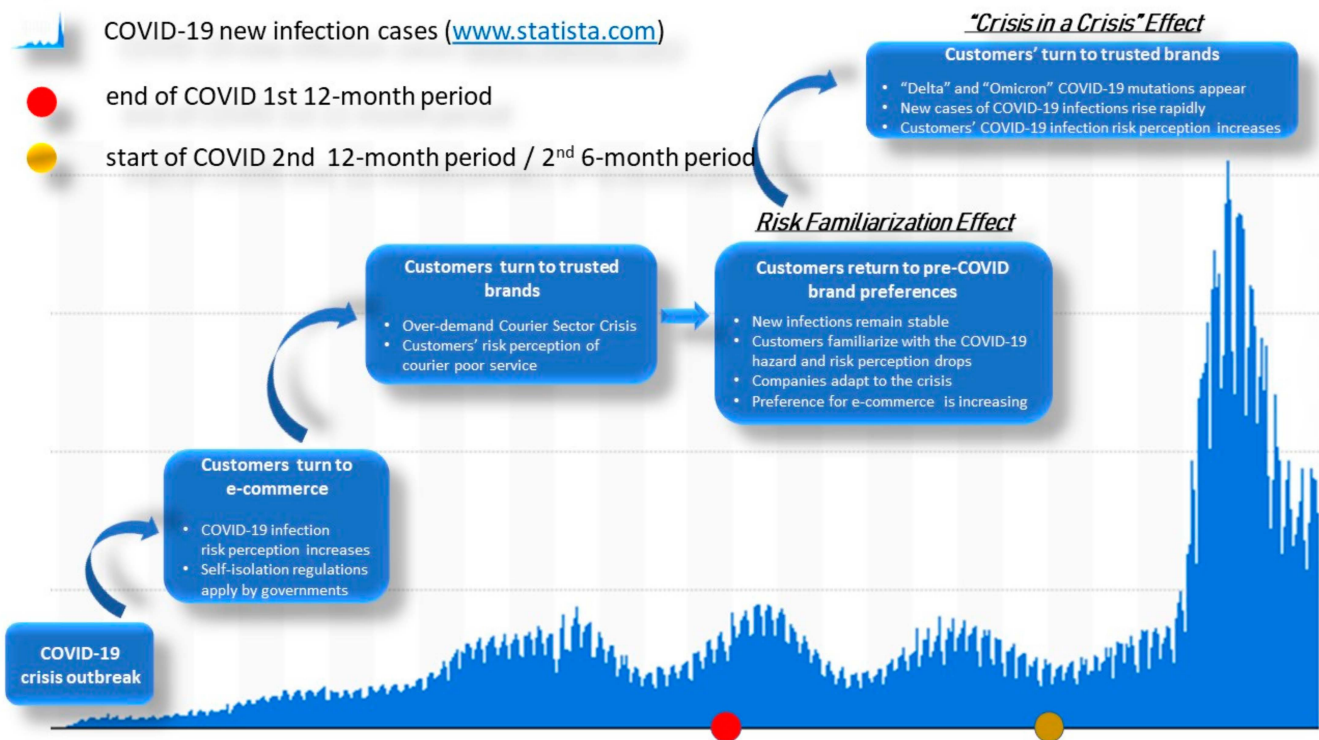 COVID-19 new infection cases (www.statista.com)
end of COVID 1st 12-month period
start of COVID 2nd 12-month period / 2nd 6-month period
"Crisis in a Crisis" Effect
Customers' turn to trusted brands
• "Delta" and "Omicron" COVID-19 mutations appear
• New cases of COVID-19 infections rise rapidly
• Customers' COVID-19 infection risk perception increases
Risk Familiarization Effect
Customers return to pre-COVID
brand preferences
• New infections remain stable
• Customers familiarize with the COVID-19
hazard and risk perception drops
• Companies adapt to the crisis
• Preference for e-commerce is increasing
Customers turn to trusted
brands
• Over-demand Courier Sector Crisis
• Customers' risk perception of
courier poor service
Customers turn to
e-commerce
• COVID-19 infection
risk perception increases
• Self-isolation regulations
apply by governments
COVID-19
crisis outbreak